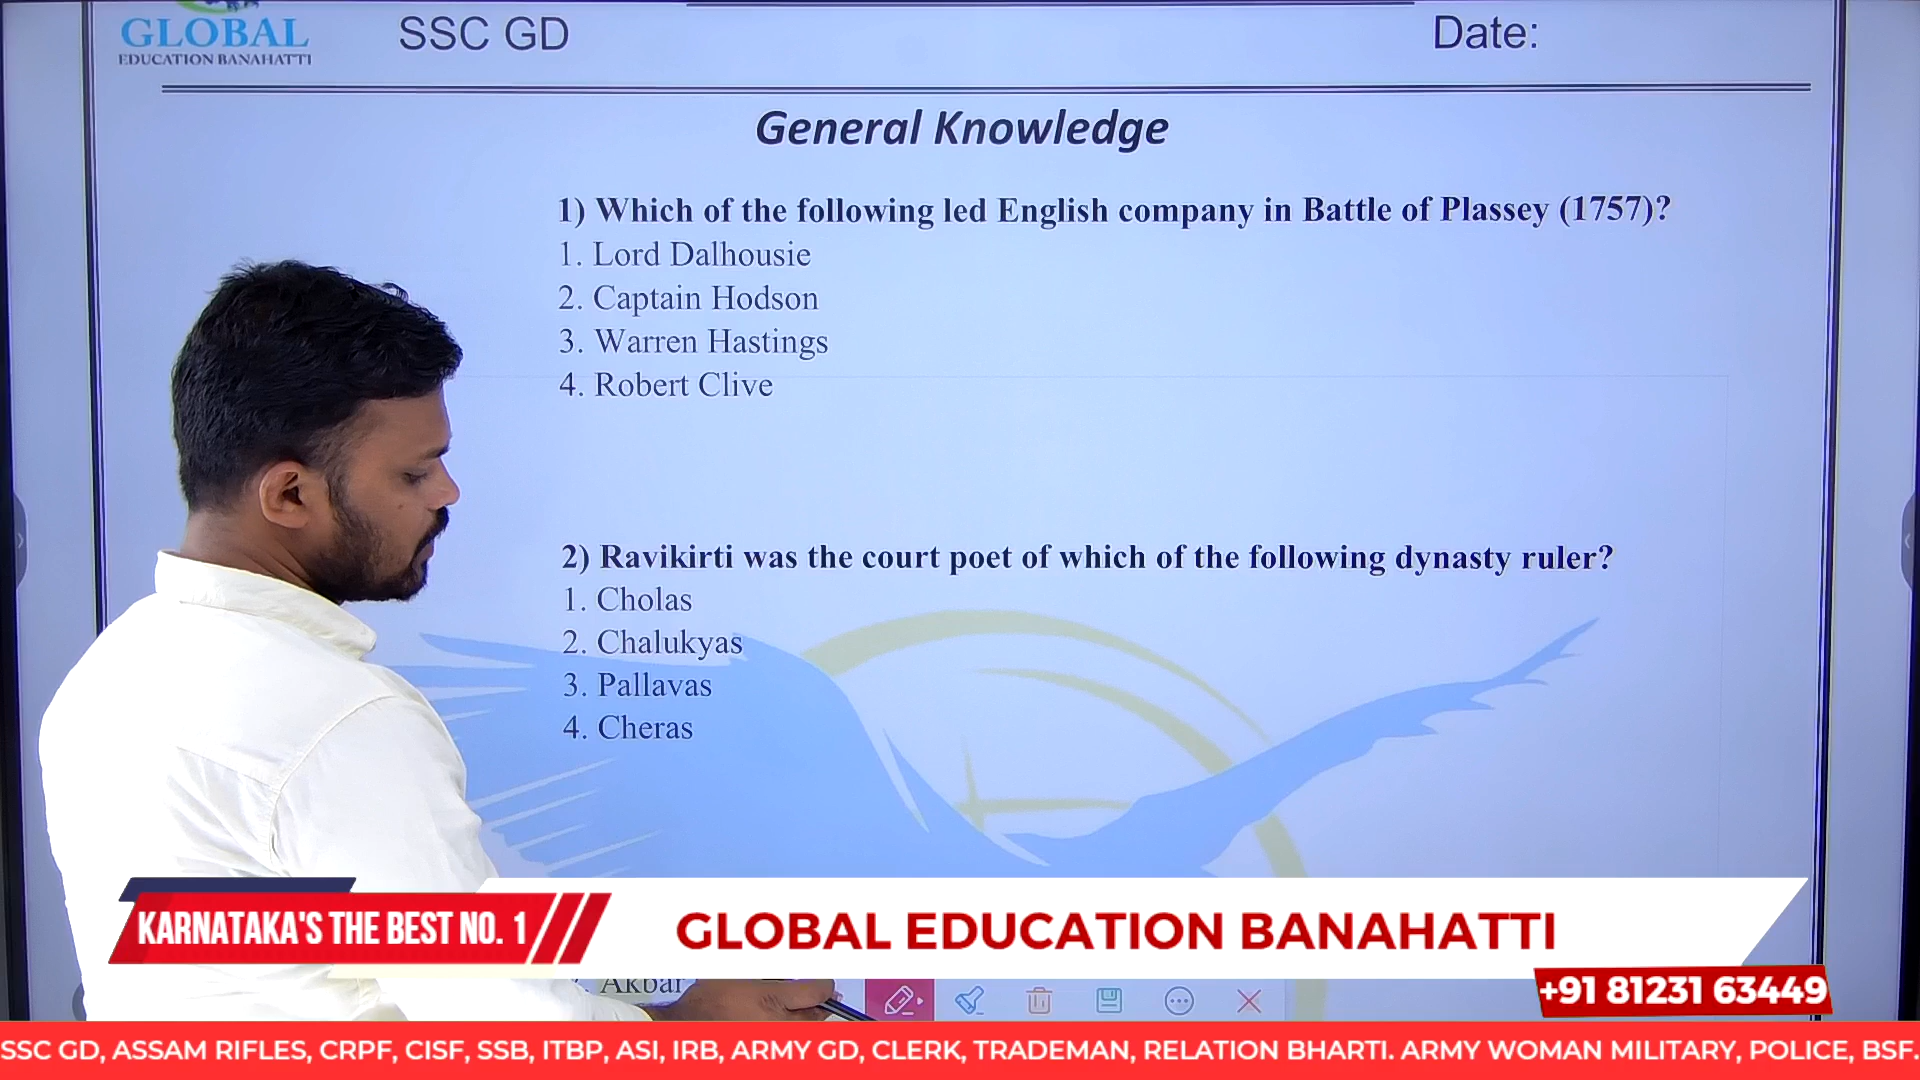 GLOBAL
EDUCATION BANAHATTI
SSC GD
Date:
General Knowledge
1) Which of the following led English company in Battle of Plassey (1757)?
1. Lord Dalhousie
2. Captain Hodson
3. Warren Hastings
4. Robert Clive
2) Ravikirti was the court poet of which of the following dynasty ruler?
1. Cholas
2. Chalukyas
3. Pallavas
4. Cheras
KARNATAKA'S THE BEST NO. 1
GLOBAL EDUCATION BANAHATTI
Akbar
+91 81231 63449
SSC GD, ASSAM RIFLES, CRPF, CISF, SSB, ITBP, ASI, IRB, ARMY GD, CLERK, TRADEMAN, RELATION BHARTI. ARMY WOMAN MILITARY, POLICE, BSF.